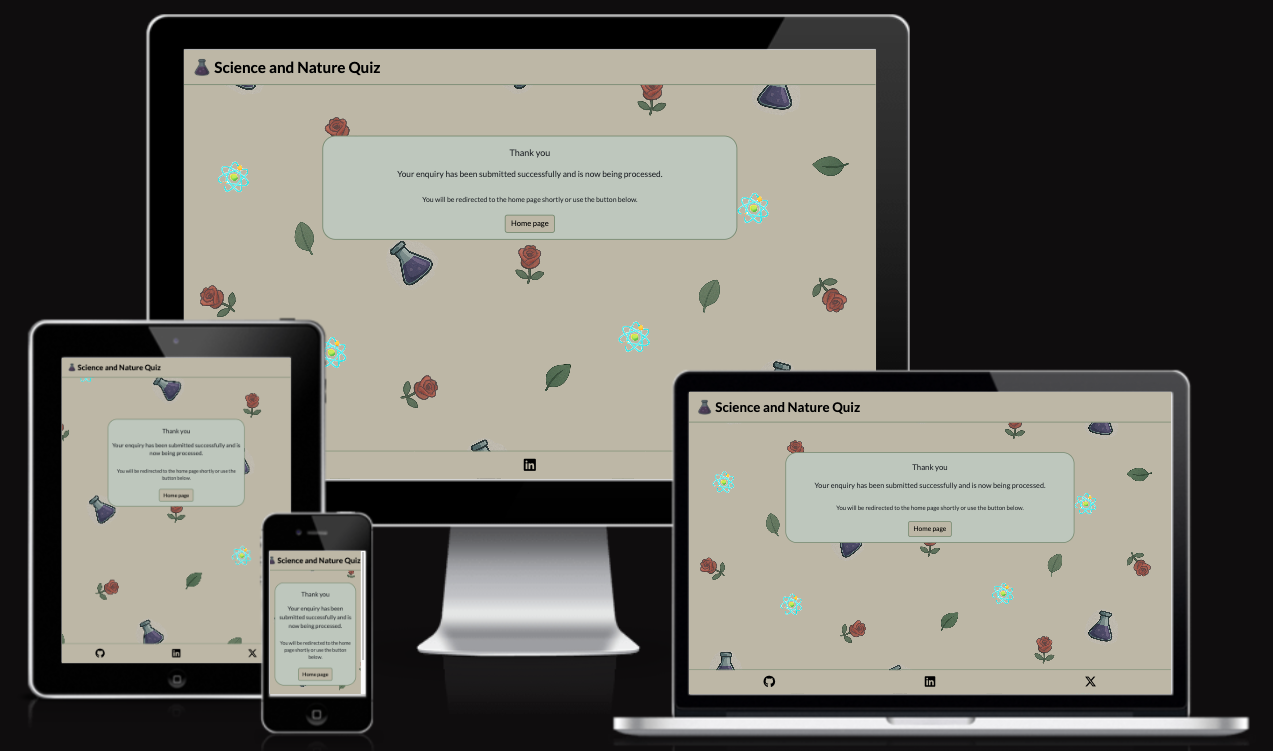 Science and Nature Quiz
Thank you
Your enquiry has been submitted successfully and is now being processed.
You will be redirected to the home page shortly or use the button below.
Home page
Science and Nature Quiz
Thank you
Your enquiry has been submitted successfully and is
now being processed.
You will be redirected to the home page shortly or use the
button below.
Home page
Science and Nature Quiz
Thank you
Your enquiry has been
submitted successfully and is
now being processed.
You will be redirected to the home
page shortly or use the button
below.
Home page
Science and Nature Quiz
Thank you
Your enquiry has been submitted successfully and is now being processed.
You will be redirected to the home page shortly or use the button below.
Home page